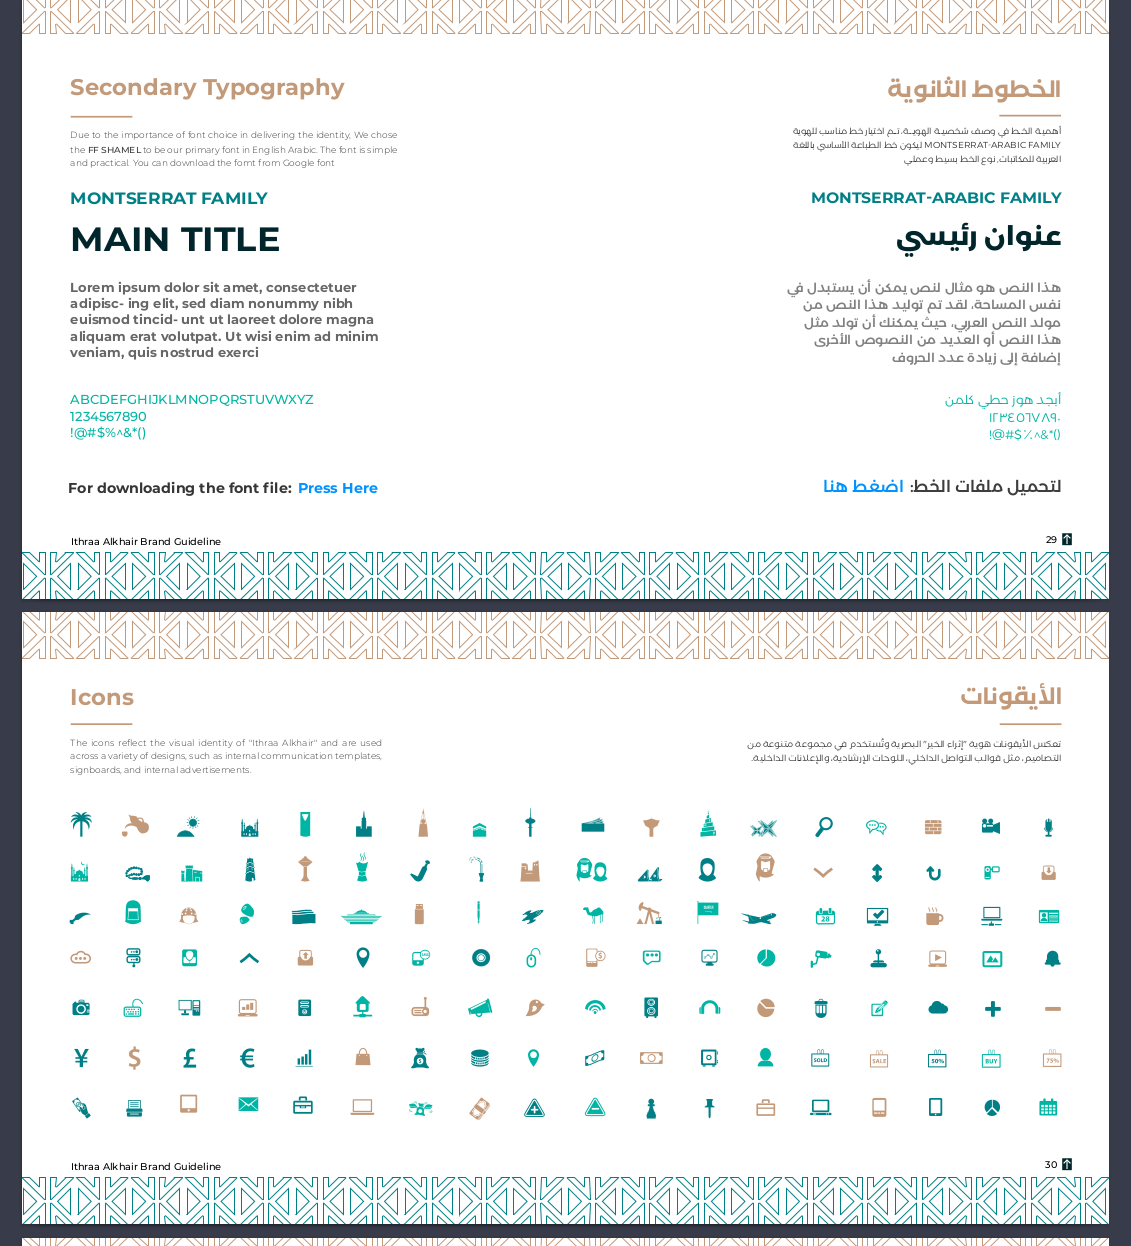 Secondary Typography
الخطوط الثانوية
Due to the importance of font choice in delivering the identity, We chose
the FF SHAMEL to be our primary font in English Arabic. The font is simple
and practical. You can download the fomt from Google font
أهمية الخط في وصف شخصية الهويـة، تـم اختيار خط مناسب للهوية
MONTSERRAT-ARABIC FAMILY ليكون خط الطباعة الأساسي باللغة
العربية للمكاتبات. نوع الخط بسيط وعملي
MONTSERRAT FAMILY
MONTSERRAT-ARABIC FAMILY
MAIN TITLE
عنوان رئيسي
Lorem ipsum dolor sit amet, consectetuer
adipisc- ing elit, sed diam nonummy nibh
euismod tincid- unt ut laoreet dolore magna
aliquam erat volutpat. Ut wisi enim ad minim
veniam, quis nostrud exerci
هذا النص هو مثال لنص يمكن أن يستبدل في
نفس المساحة، لقد تم توليد هذا النص من
مولد النص العربي، حيث يمكنك أن تولد مثل
هذا النص أو العديد من النصوص الأخرى
إضافة إلى زيادة عدد الحروف
ABCDEFGHIJKLMNOPQRSTUVWXYZ
1234567890
!@#$%^&*()
أبجد هوز حطي كلمن
١٢٣٤٥٦٧٨٩٠
!@#$٪^&*()
For downloading the font file: Press Here
لتحميل ملفات الخط: اضغط هنا
Ithraa Alkhair Brand Guideline
29
Icons
الأيقونات
The icons reflect the visual identity of "Ithraa Alkhair" and are used
across a variety of designs, such as internal communication templates,
signboards, and internal advertisements.
تعكس الأيقونات هوية "إثراء الخير" البصرية وتُستخدم في مجموعة متنوعة من
التصاميم، مثل قوالب التواصل الداخلي، اللوحات الإرشادية، والإعلانات الداخلية.
28
SOLD
SALE
50%
BUY
75%
Ithraa Alkhair Brand Guideline
30